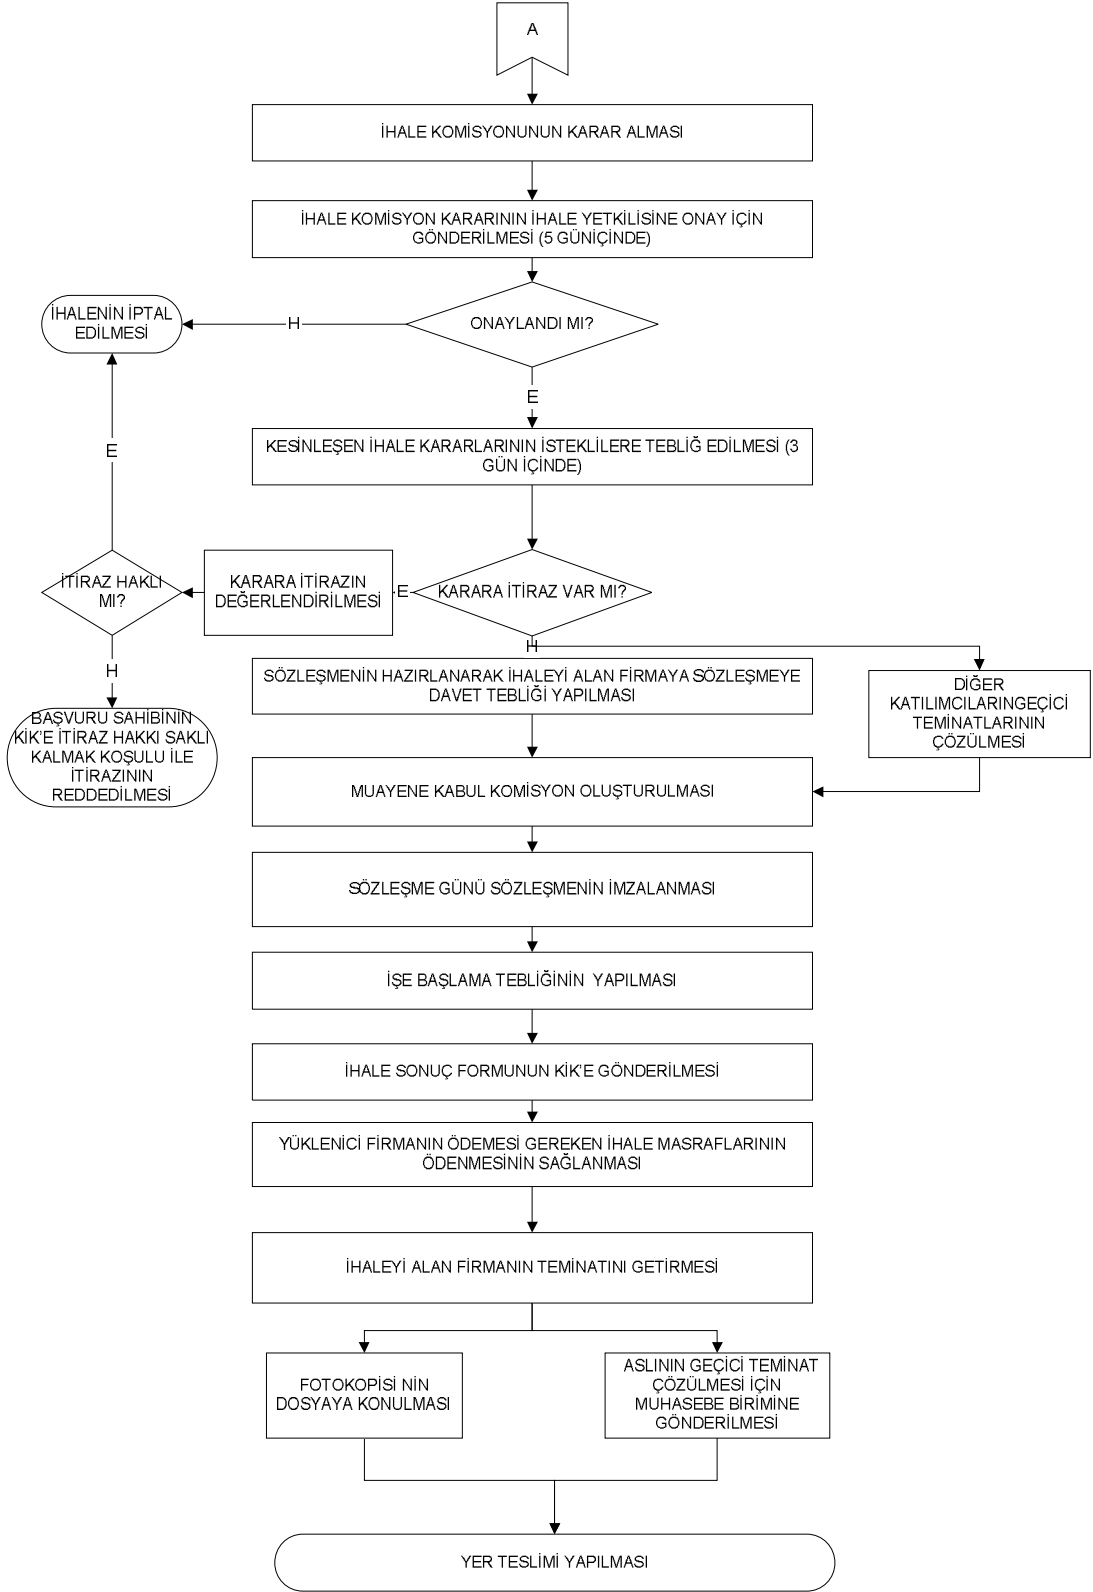 A
İHALE KOMİSYONUNUN KARAR ALMASI
İHALE KOMİSYON KARARININ İHALE YETKİLİSİNE ONAY İÇİN
GÖNDERİLMESİ (5 GÜNİÇİNDE)
ONAYLANDI MI?
H
İHALENİN İPTAL
EDİLMESİ
E
KESİNLEŞEN İHALE KARARLARININ İSTEKLİLERE TEBLİĞ EDİLMESİ (3
GÜN İÇİNDE)
KARARA İTİRAZ VAR MI?
E
KARARA İTİRAZIN
DEĞERLENDİRİLMESİ
İTİRAZ HAKLI
MI?
E
H
BAŞVURU SAHİBİNİN
KİK'E İTİRAZ HAKKI SAKLI
KALMAK KOŞULU İLE
İTİRAZININ
REDDEDİLMESİ
H
SÖZLEŞMENİN HAZIRLANARAK İHALEYİ ALAN FİRMAYA SÖZLEŞMEYE
DAVET TEBLİĞİ YAPILMASI
DİĞER
KATILIMCILARINGEÇİCİ
TEMİNATLARININ
ÇÖZÜLMESİ
MUAYENE KABUL KOMİSYON OLUŞTURULMASI
SÖZLEŞME GÜNÜ SÖZLEŞMENİN İMZALANMASI
İŞE BAŞLAMA TEBLİĞİNİN YAPILMASI
İHALE SONUÇ FORMUNUN KİK'E GÖNDERİLMESİ
YÜKLENİCİ FİRMANIN ÖDEMESİ GEREKEN İHALE MASRAFLARININ
ÖDENMESİNİN SAĞLANMASI
İHALEYİ ALAN FİRMANIN TEMİNATINI GETİRMESİ
FOTOKOPİSİ NİN
DOSYAYA KONULMASI
ASLININ GEÇİCİ TEMİNAT
ÇÖZÜLMESİ İÇİN
MUHASEBE BİRİMİNE
GÖNDERİLMESİ
YER TESLİMİ YAPILMASI